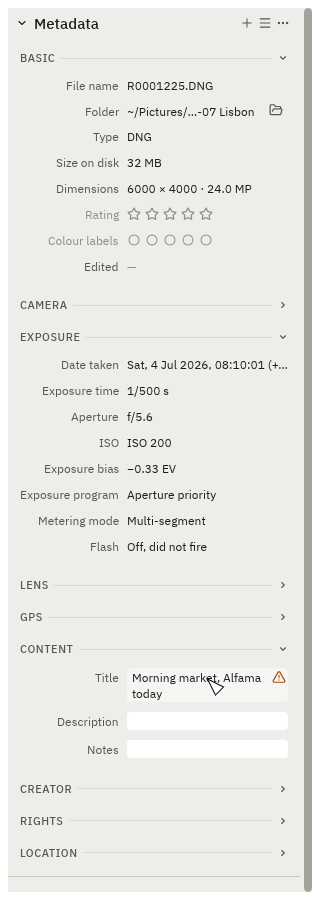 Metadata
BASIC
File name R0001225.DNG
Folder ~/Pictures/...-07 Lisbon
Type DNG
Size on disk 32 MB
Dimensions 6000 × 4000 · 24.0 MP
Rating
Colour labels
Edited —
CAMERA
EXPOSURE
Date taken Sat, 4 Jul 2026, 08:10:01 (+...
Exposure time 1/500 s
Aperture f/5.6
ISO ISO 200
Exposure bias −0.33 EV
Exposure program Aperture priority
Metering mode Multi-segment
Flash Off, did not fire
LENS
GPS
CONTENT
Title Morning market, Alfama
today
Description
Notes
CREATOR
RIGHTS
LOCATION